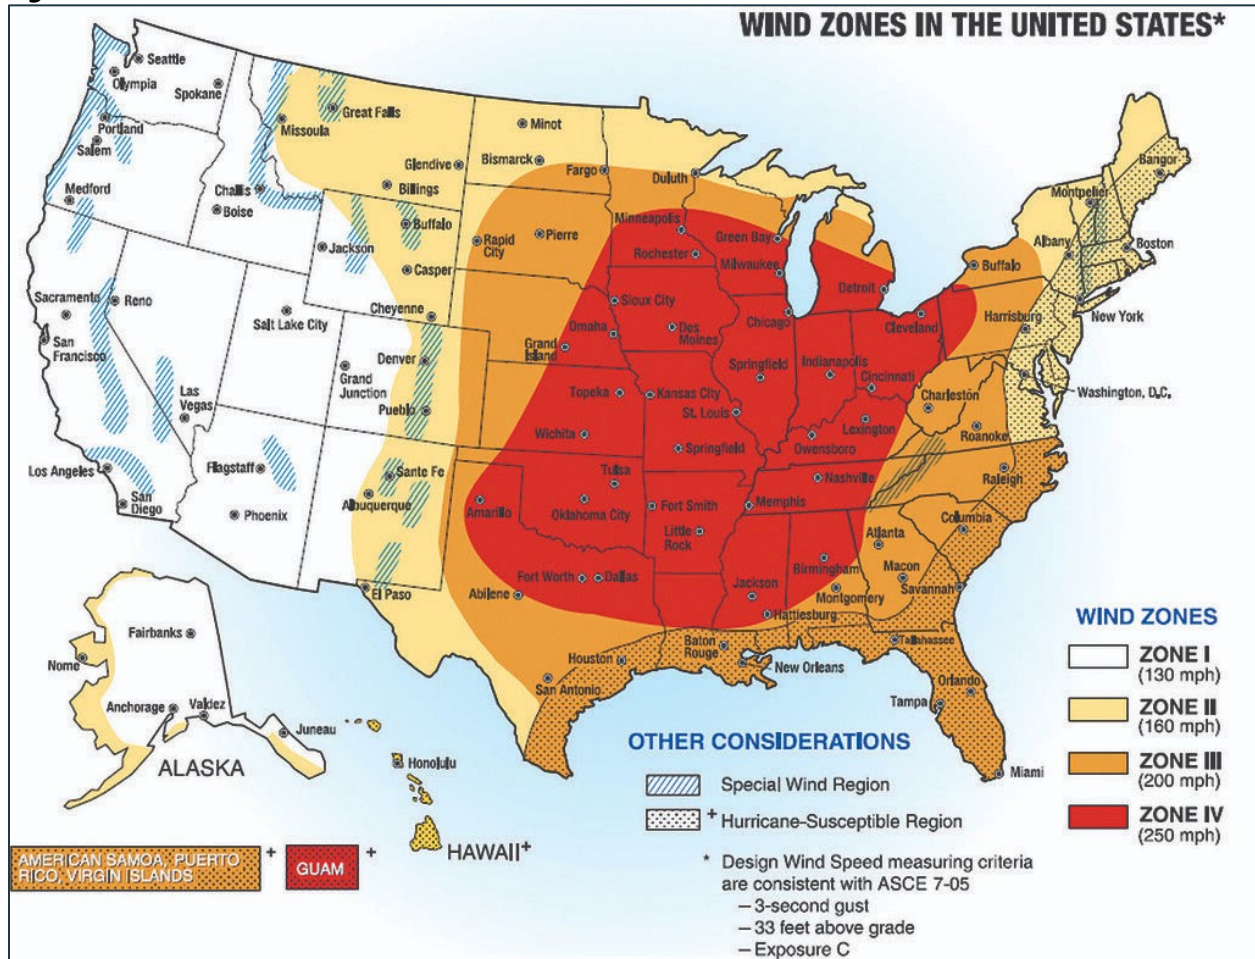 WIND ZONES IN THE UNITED STATES*
Seattle
Olympia
Spokane
Portland
Salem
Medford
Great Falls
Missoula
Minot
Bismarck
Glendive
Fargo
Duluth
Billings
Challis
Boise
Buffalo
Jackson
Casper
Cheyenne
Rapid City
Pierre
Minneapolis
Rochester
Green Bay
Milwaukee
Detroit
Buffalo
Albany
Montpelier
Bangor
Boston
New York
Harrisburg
Cleveland
Sacramento
Reno
San Francisco
Salt Lake City
Las Vegas
Los Angeles
San Diego
Flagstaff
Phoenix
Denver
Grand Junction
Pueblo
Sante Fe
Albuquerque
El Paso
Sioux City
Omaha
Grand Island
Des Moines
Chicago
Springfield
Indianapolis
Cincinnati
Topeka
Kansas City
St. Louis
Wichita
Springfield
Owensboro
Lexington
Charleston
Roanoke
Washington, D.C.
Raleigh
Tulsa
Oklahoma City
Amarillo
Fort Smith
Little Rock
Memphis
Nashville
Atlanta
Columbia
Macon
Savannah
Birmingham
Montgomery
Jackson
Hattiesburg
Fort Worth
Dallas
Abilene
Houston
San Antonio
Baton Rouge
New Orleans
Tallahassee
Orlando
Tampa
Miami
Fairbanks
Nome
Anchorage
Valdez
Juneau
ALASKA
Honolulu
HAWAII+
AMERICAN SAMOA, PUERTO
RICO, VIRGIN ISLANDS
+
GUAM
+
OTHER CONSIDERATIONS
Special Wind Region
+ Hurricane-Susceptible Region
* Design Wind Speed measuring criteria
are consistent with ASCE 7-05
– 3-second gust
– 33 feet above grade
– Exposure C
WIND ZONES
ZONE I
(130 mph)
ZONE II
(160 mph)
ZONE III
(200 mph)
ZONE IV
(250 mph)